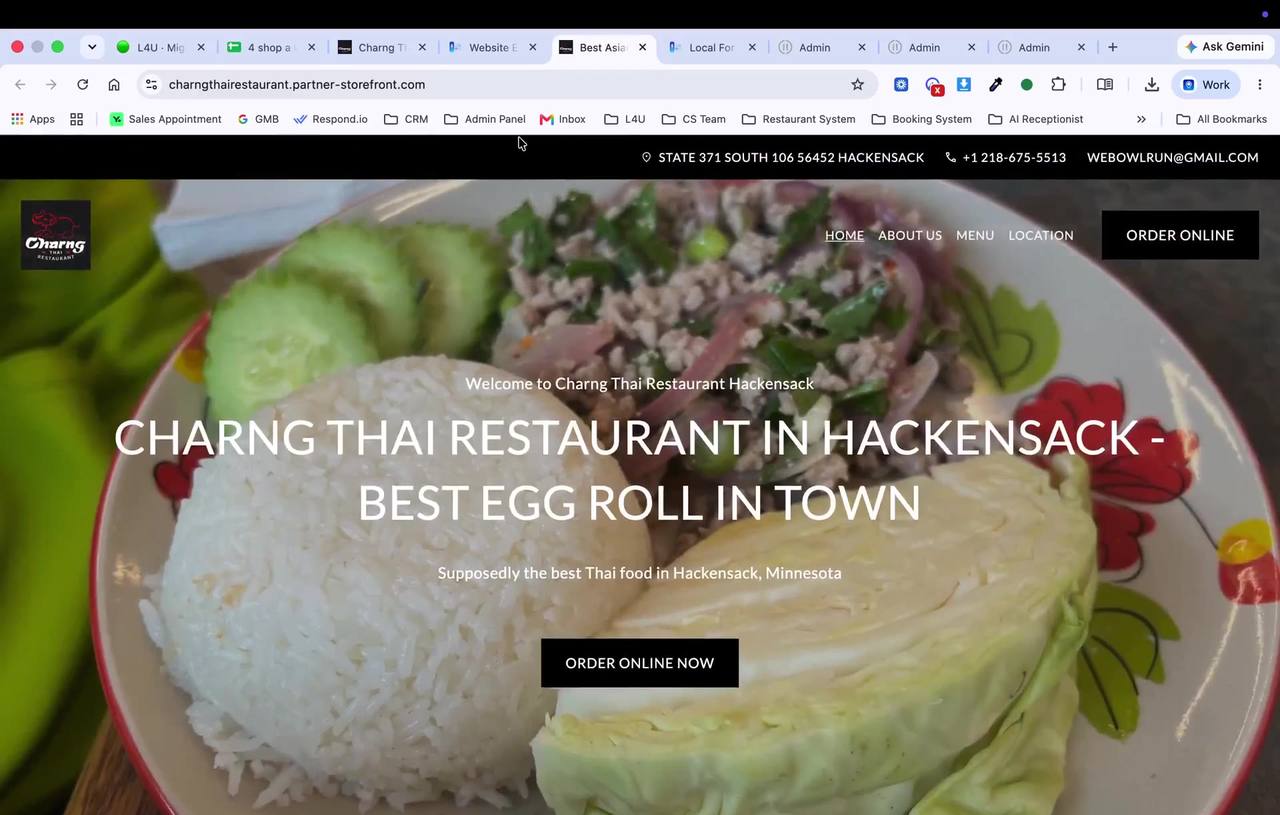 L4U · Mig
4 shop a
Charng T
Website E
Best Asia
Local For
Admin
Admin
Admin
Ask Gemini
charngthairestaurant.partner-storefront.com
Work
Apps
Sales Appointment
GMB
Respond.io
CRM
Admin Panel
Inbox
L4U
CS Team
Restaurant System
Booking System
AI Receptionist
All Bookmarks
STATE 371 SOUTH 106 56452 HACKENSACK
+1 218-675-5513
WEBOWLRUN@GMAIL.COM
Charng
THAI
RESTAURANT
HOME
ABOUT US
MENU
LOCATION
ORDER ONLINE
Welcome to Charng Thai Restaurant Hackensack
CHARNG THAI RESTAURANT IN HACKENSACK -
BEST EGG ROLL IN TOWN
Supposedly the best Thai food in Hackensack, Minnesota
ORDER ONLINE NOW